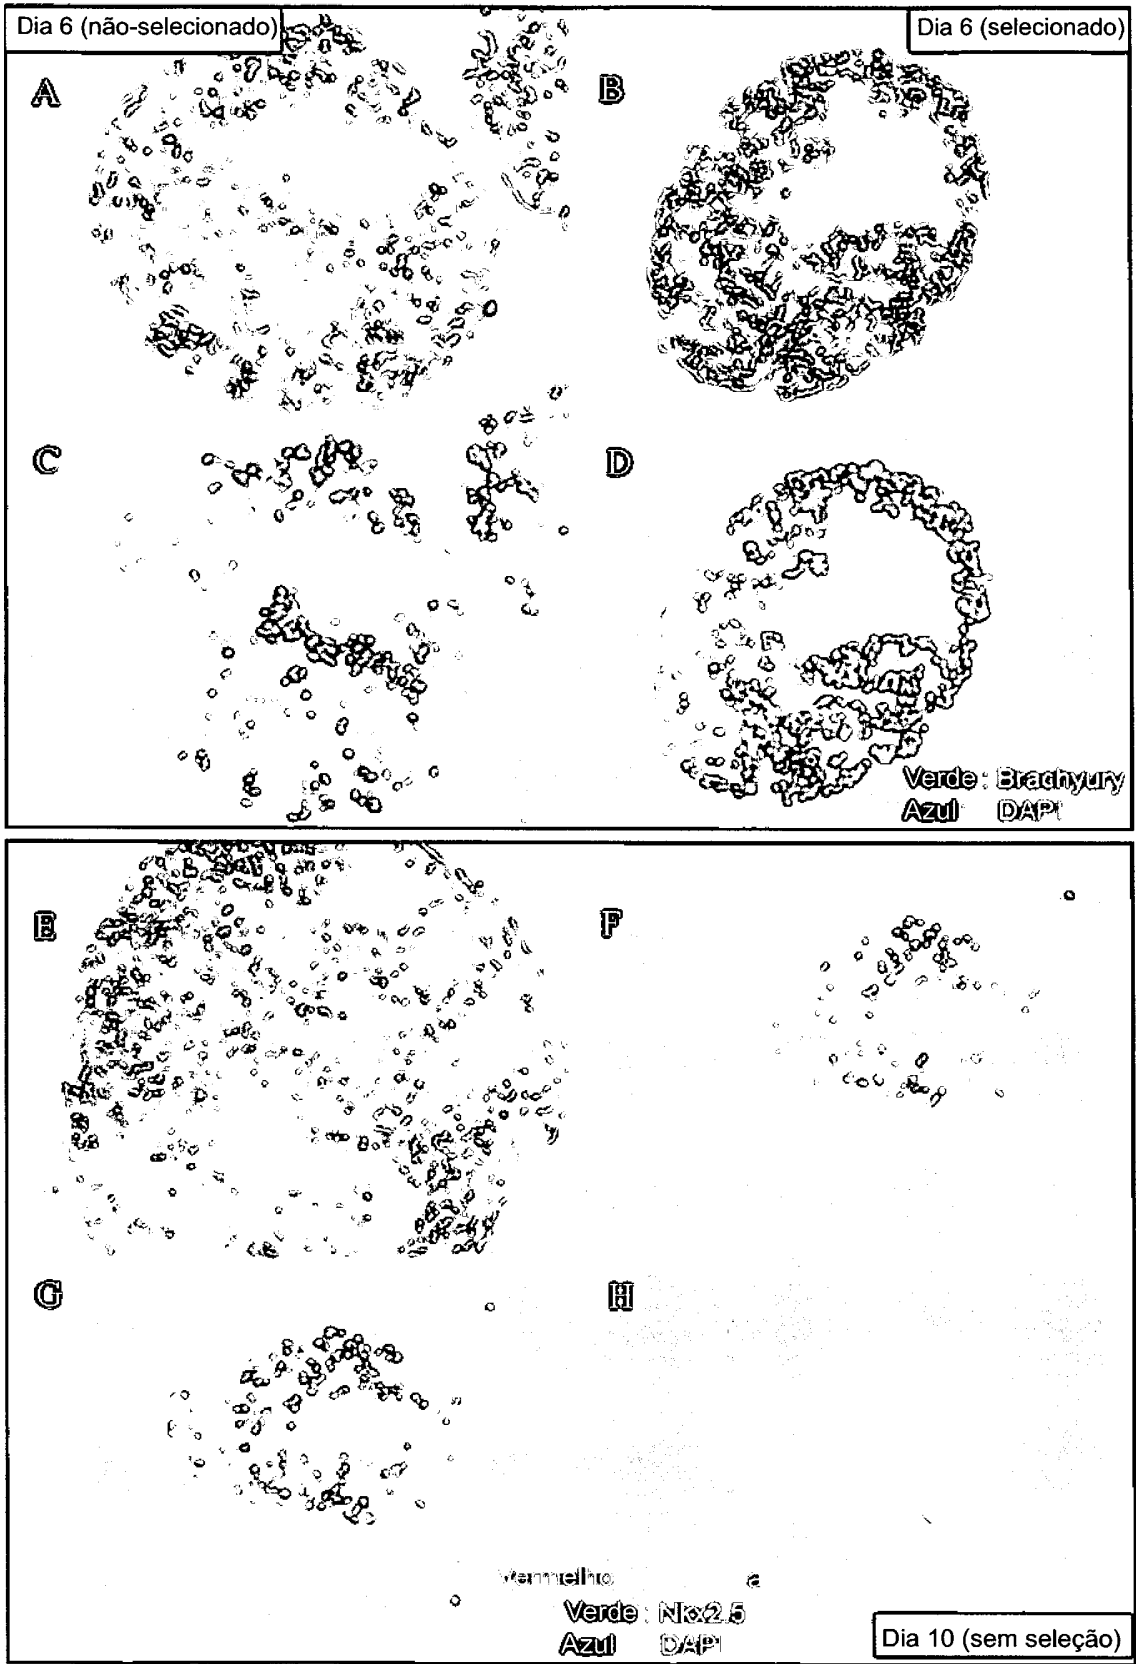 Dia 6 (não-selecionado)
Dia 6 (selecionado)
A
B
C
D
Verde : Brachyury
Azul DAPI
E
F
G
H
Vermelho a
Verde : Nkx2.5
Azul DAPI
Dia 10 (sem seleção)